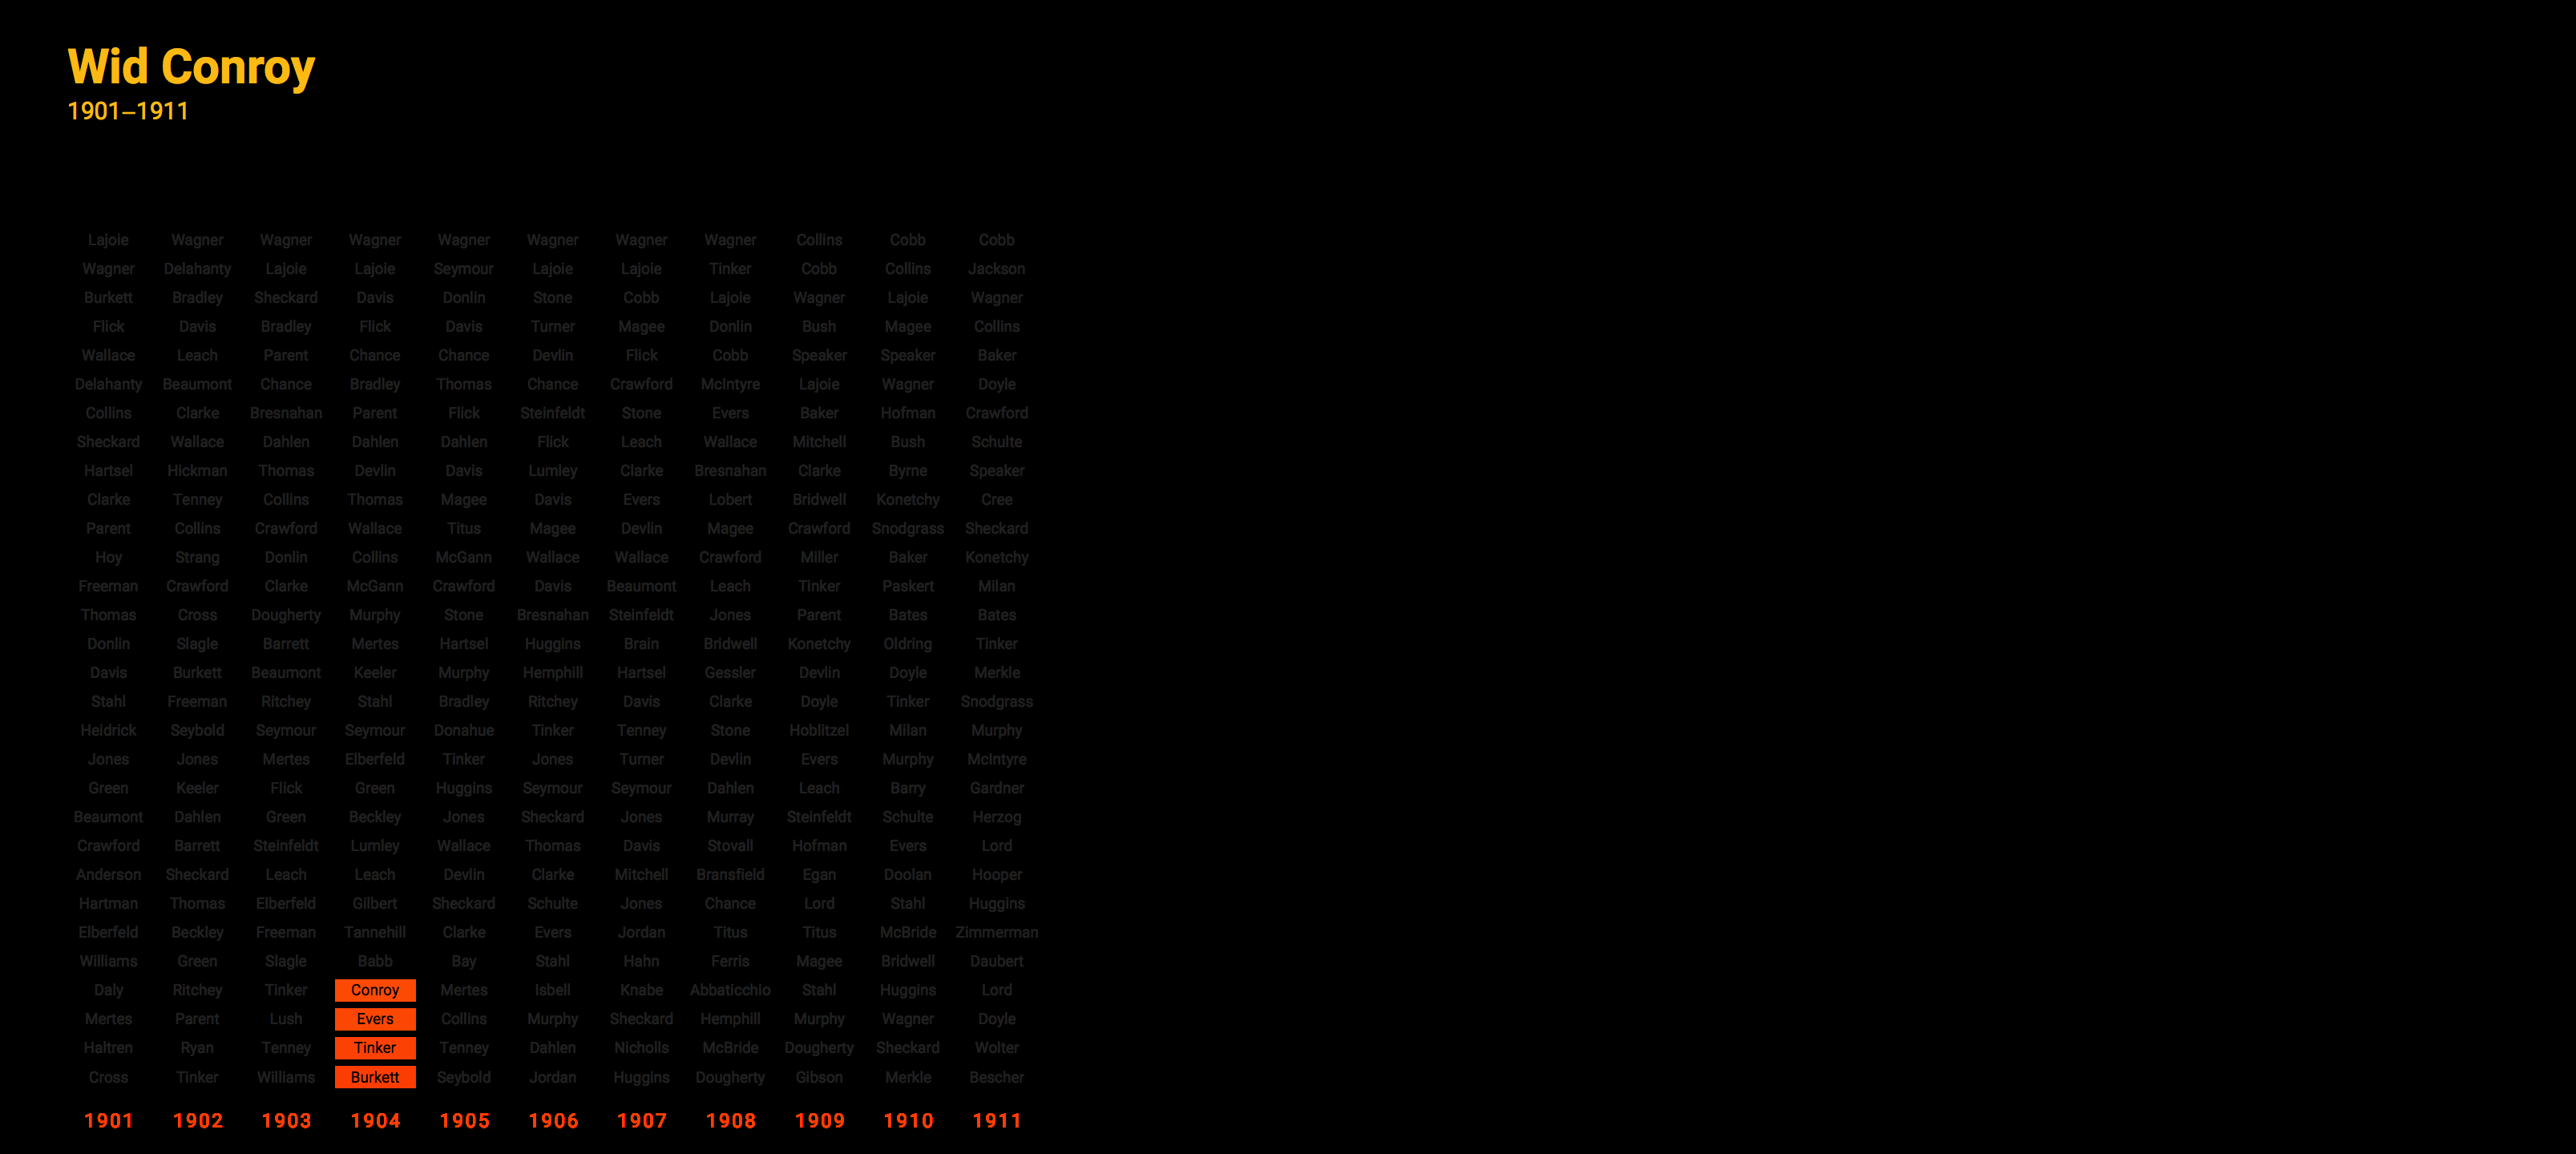 Wid Conroy
1901–1911
Lajoie Wagner Wagner Wagner Wagner Wagner Wagner Wagner Collins Cobb Cobb
Wagner Delahanty Lajoie Lajoie Seymour Lajoie Lajoie Tinker Cobb Collins Jackson
Burkett Bradley Sheckard Davis Donlin Stone Cobb Lajoie Wagner Lajoie Wagner
Flick Davis Bradley Flick Davis Turner Magee Donlin Bush Magee Collins
Wallace Leach Parent Chance Chance Devlin Flick Cobb Speaker Speaker Baker
Delahanty Beaumont Chance Bradley Thomas Chance Crawford McIntyre Lajoie Wagner Doyle
Collins Clarke Bresnahan Parent Flick Steinfeldt Stone Evers Baker Hofman Crawford
Sheckard Wallace Dahlen Dahlen Dahlen Flick Leach Wallace Mitchell Bush Schulte
Hartsel Hickman Thomas Devlin Davis Lumley Clarke Bresnahan Clarke Byrne Speaker
Clarke Tenney Collins Thomas Magee Davis Evers Lobert Bridwell Konetchy Cree
Parent Collins Crawford Wallace Titus Magee Devlin Magee Crawford Snodgrass Sheckard
Hoy Strang Donlin Collins McGann Wallace Wallace Crawford Miller Baker Konetchy
Freeman Crawford Clarke McGann Crawford Davis Beaumont Leach Tinker Paskert Milan
Thomas Cross Dougherty Murphy Stone Bresnahan Steinfeldt Jones Parent Bates Bates
Donlin Slagle Barrett Mertes Hartsel Huggins Brain Bridwell Konetchy Oldring Tinker
Davis Burkett Beaumont Keeler Murphy Hemphill Hartsel Gessler Devlin Doyle Merkle
Stahl Freeman Ritchey Stahl Bradley Ritchey Davis Clarke Doyle Tinker Snodgrass
Heidrick Seybold Seymour Seymour Donahue Tinker Tenney Stone Hoblitzel Milan Murphy
Jones Jones Mertes Elberfeld Tinker Jones Turner Devlin Evers Murphy McIntyre
Green Keeler Flick Green Huggins Seymour Seymour Dahlen Leach Barry Gardner
Beaumont Dahlen Green Beckley Jones Sheckard Jones Murray Steinfeldt Schulte Herzog
Crawford Barrett Steinfeldt Lumley Wallace Thomas Davis Stovall Hofman Evers Lord
Anderson Sheckard Leach Leach Devlin Clarke Mitchell Bransfield Egan Doolan Hooper
Hartman Thomas Elberfeld Gilbert Sheckard Schulte Jones Chance Lord Stahl Huggins
Elberfeld Beckley Freeman Tannehill Clarke Evers Jordan Titus Titus McBride Zimmerman
Williams Green Slagle Babb Bay Stahl Hahn Ferris Magee Bridwell Daubert
Daly Ritchey Tinker Conroy Mertes Isbell Knabe Abbaticchio Stahl Huggins Lord
Mertes Parent Lush Evers Collins Murphy Sheckard Hemphill Murphy Wagner Doyle
Haltren Ryan Tenney Tinker Tenney Dahlen Nicholls McBride Dougherty Sheckard Wolter
Cross Tinker Williams Burkett Seybold Jordan Huggins Dougherty Gibson Merkle Bescher
1901 1902 1903 1904 1905 1906 1907 1908 1909 1910 1911